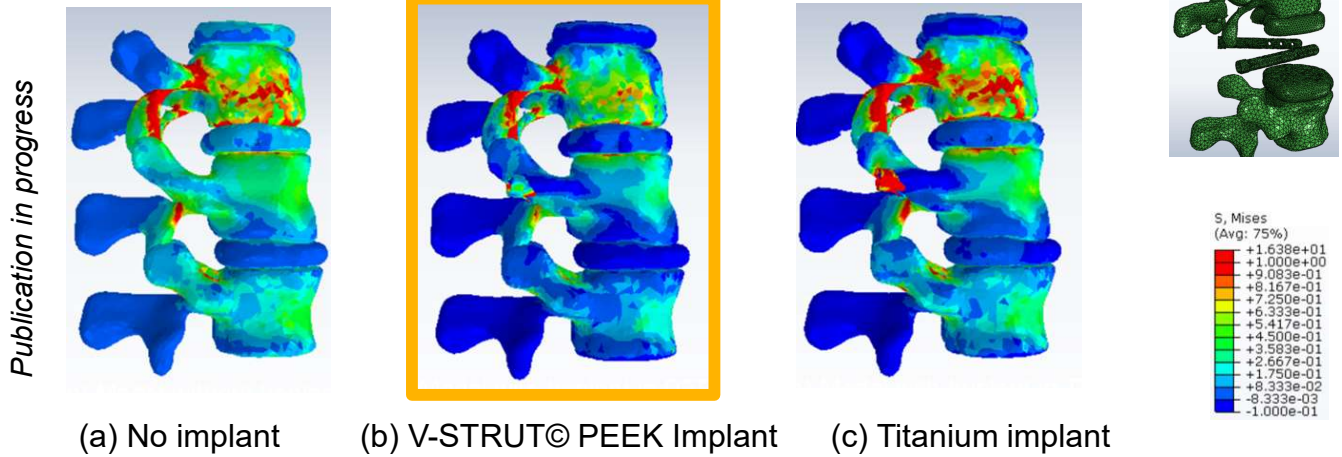 Publication in progress
S, Mises
(Avg: 75%)
+1.638e+01
+1.000e+00
+9.083e-01
+8.167e-01
+7.250e-01
+6.333e-01
+5.417e-01
+4.500e-01
+3.583e-01
+2.667e-01
+1.750e-01
+8.333e-02
-8.333e-03
-1.000e-01
(a) No implant
(b) V-STRUT© PEEK Implant
(c) Titanium implant